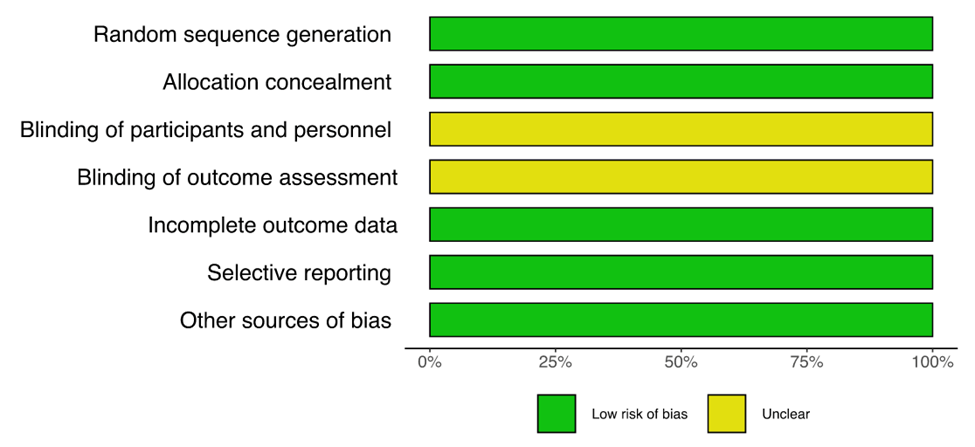 Random sequence generation
Allocation concealment
Blinding of participants and personnel
Blinding of outcome assessment
Incomplete outcome data
Selective reporting
Other sources of bias
0% 25% 50% 75% 100%
Low risk of bias Unclear